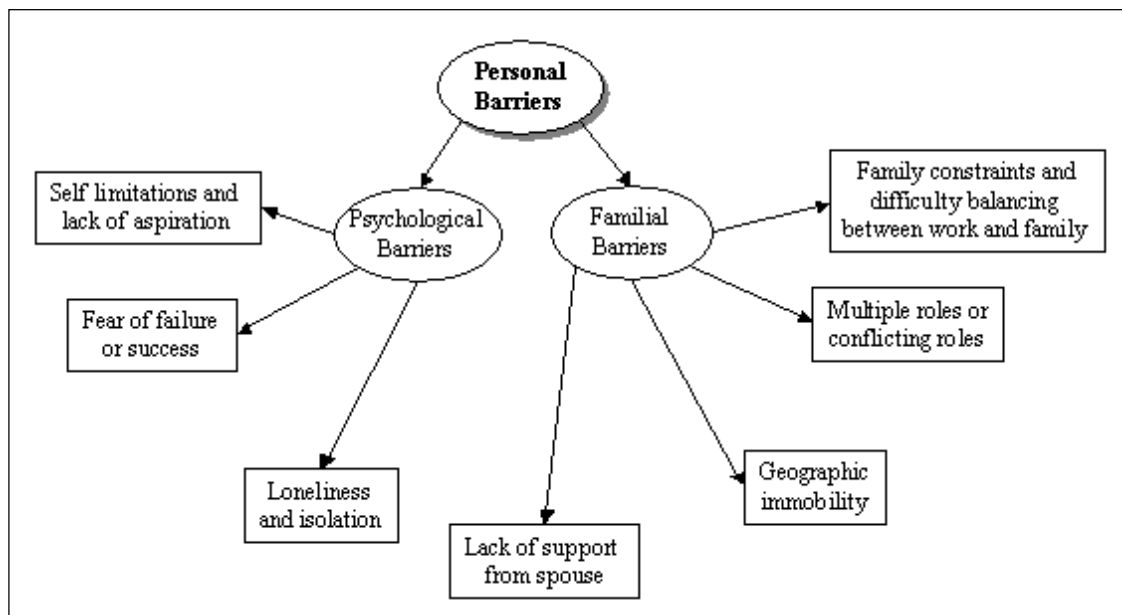 Personal
Barriers
Self limitations and
lack of aspiration
Psychological
Barriers
Familial
Barriers
Family constraints and
difficulty balancing
between work and family
Fear of failure
or success
Multiple roles or
conflicting roles
Loneliness
and isolation
Geographic
immobility
Lack of support
from spouse